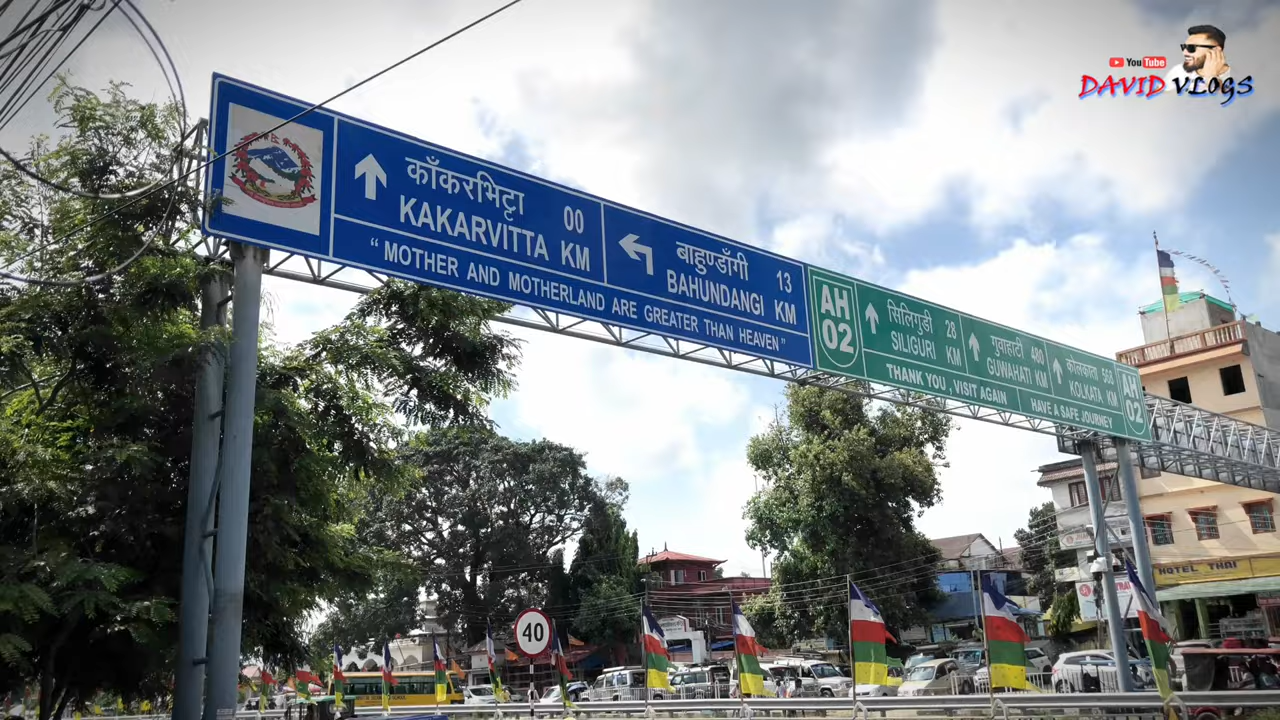 YouTube
DAVID VLOGS
काँकरभिट्टा 00
KAKARVITTA KM
बाहुण्डाँगी 13
BAHUNDANGI KM
“ MOTHER AND MOTHERLAND ARE GREATER THAN HEAVEN”
AH
02
सिलिगुडी 28
SILIGURI KM
गुवाहाटी 480
GUWAHATI KM
कोलकाता 568
KOLKATA KM
THANK YOU , VISIT AGAIN HAVE A SAFE JOURNEY
AH
02
40
HOTEL THAI